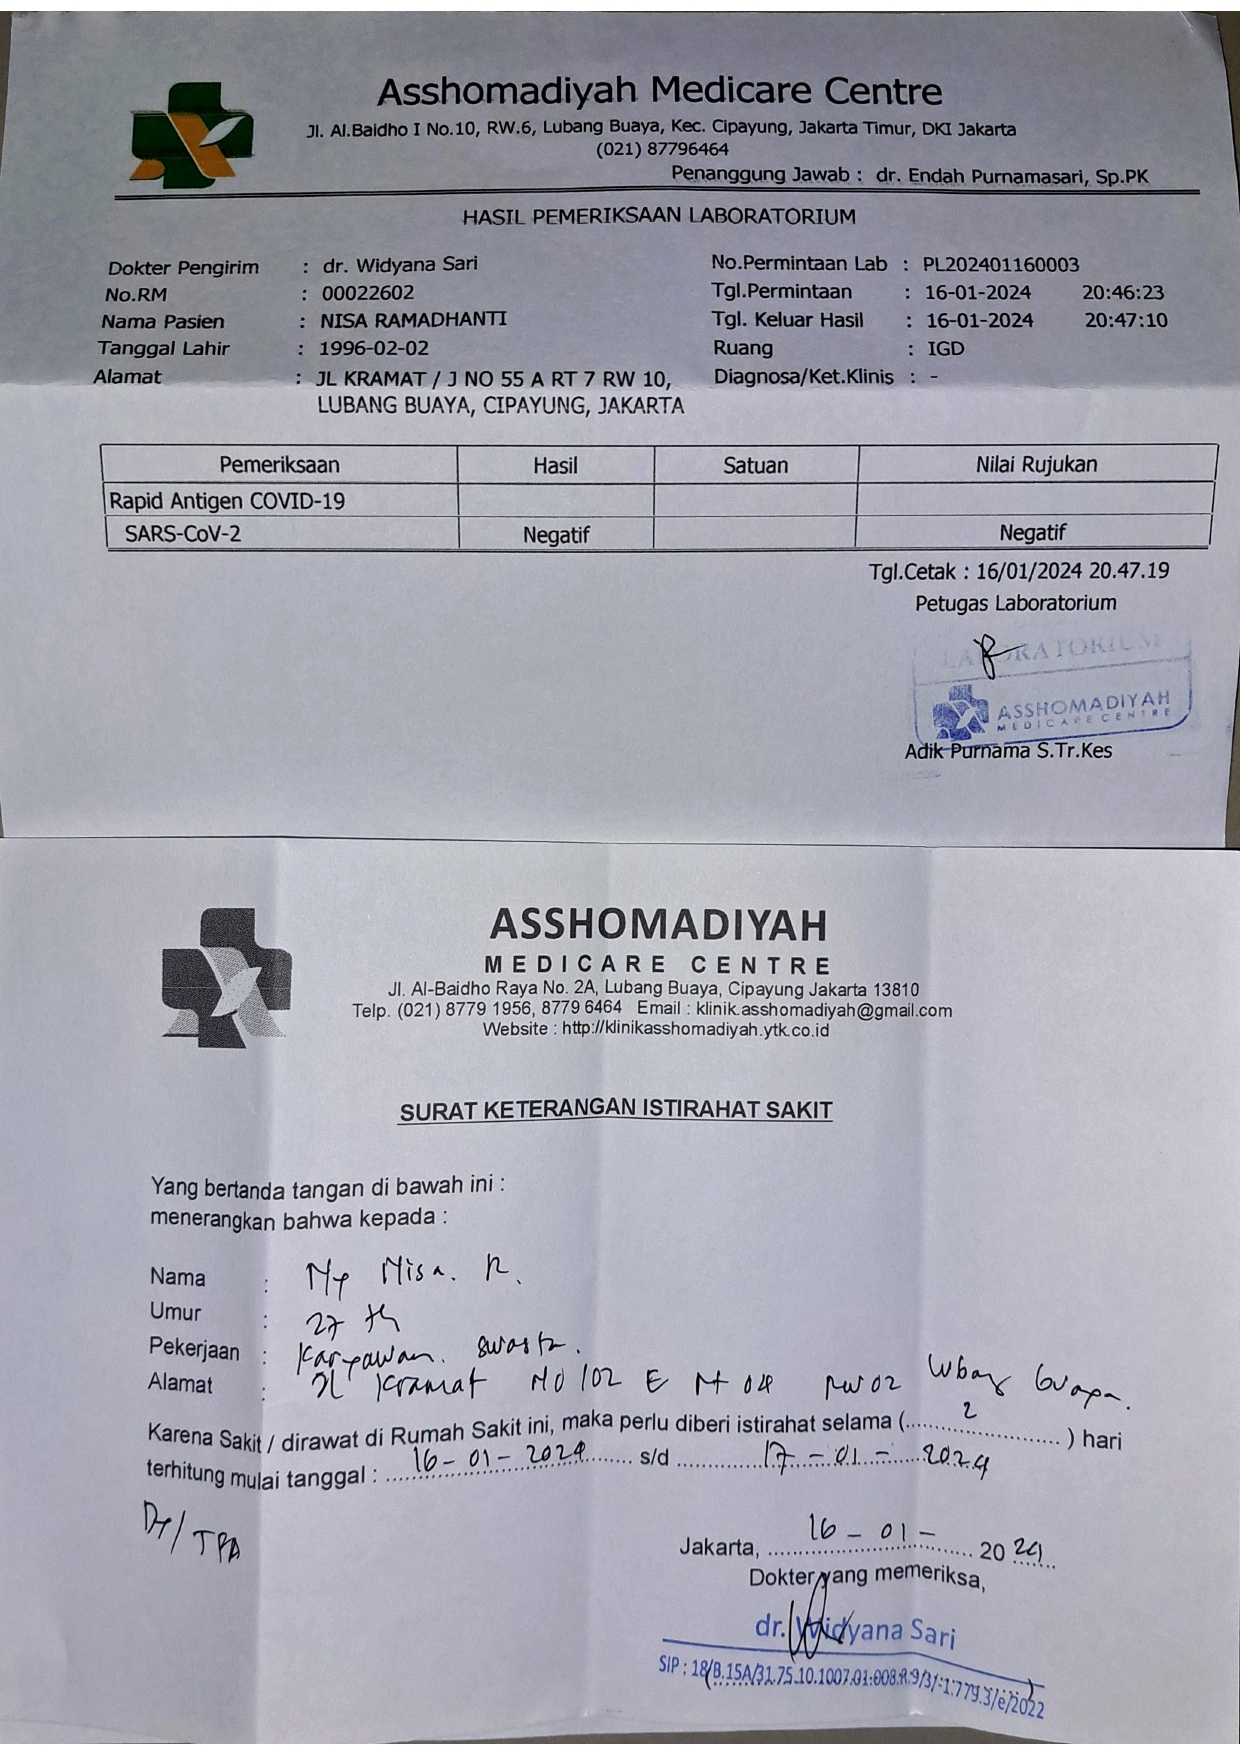 Asshomadiyah Medicare Centre
Jl. Al.Baidho I No.10, RW.6, Lubang Buaya, Kec. Cipayung, Jakarta Timur, DKI Jakarta
(021) 87796464
Penanggung Jawab : dr. Endah Purnamasari, Sp.PK
HASIL PEMERIKSAAN LABORATORIUM
Dokter Pengirim : dr. Widyana Sari No.Permintaan Lab : PL202401160003
No.RM : 00022602 Tgl.Permintaan : 16-01-2024 20:46:23
Nama Pasien : NISA RAMADHANTI Tgl. Keluar Hasil : 16-01-2024 20:47:10
Tanggal Lahir : 1996-02-02 Ruang : IGD
Alamat : JL KRAMAT / J NO 55 A RT 7 RW 10, Diagnosa/Ket.Klinis : -
LUBANG BUAYA, CIPAYUNG, JAKARTA
Pemeriksaan Hasil Satuan Nilai Rujukan
Rapid Antigen COVID-19
SARS-CoV-2 Negatif Negatif
Tgl.Cetak : 16/01/2024 20.47.19
Petugas Laboratorium
LABORATORIUM
ASSHOMADIYAH
MEDICARE CENTRE
Adik Purnama S.Tr.Kes
ASSHOMADIYAH
MEDICARE CENTRE
Jl. Al-Baidho Raya No. 2A, Lubang Buaya, Cipayung Jakarta 13810
Telp. (021) 8779 1956, 8779 6464 Email : klinik.asshomadiyah@gmail.com
Website : http://klinikasshomadiyah.ytk.co.id
SURAT KETERANGAN ISTIRAHAT SAKIT
Yang bertanda tangan di bawah ini :
menerangkan bahwa kepada :
Nama : Ny Nisa. R.
Umur : 27 th
Pekerjaan : Karyawan. swasta.
Alamat : Jl Kramat No 102 E Rt 04 RW 02 Lubang Buaya.
Karena Sakit / dirawat di Rumah Sakit ini, maka perlu diberi istirahat selama (.....2.....) hari
terhitung mulai tanggal : 16-01-2024 s/d 17-01-2024
Jakarta, 16-01- 20 24
Dokter yang memeriksa,
dr. Widyana Sari
SIP : 18/B.15A/31.75.10.1007.01.008.R.9/3/-1.779.3/e/2022